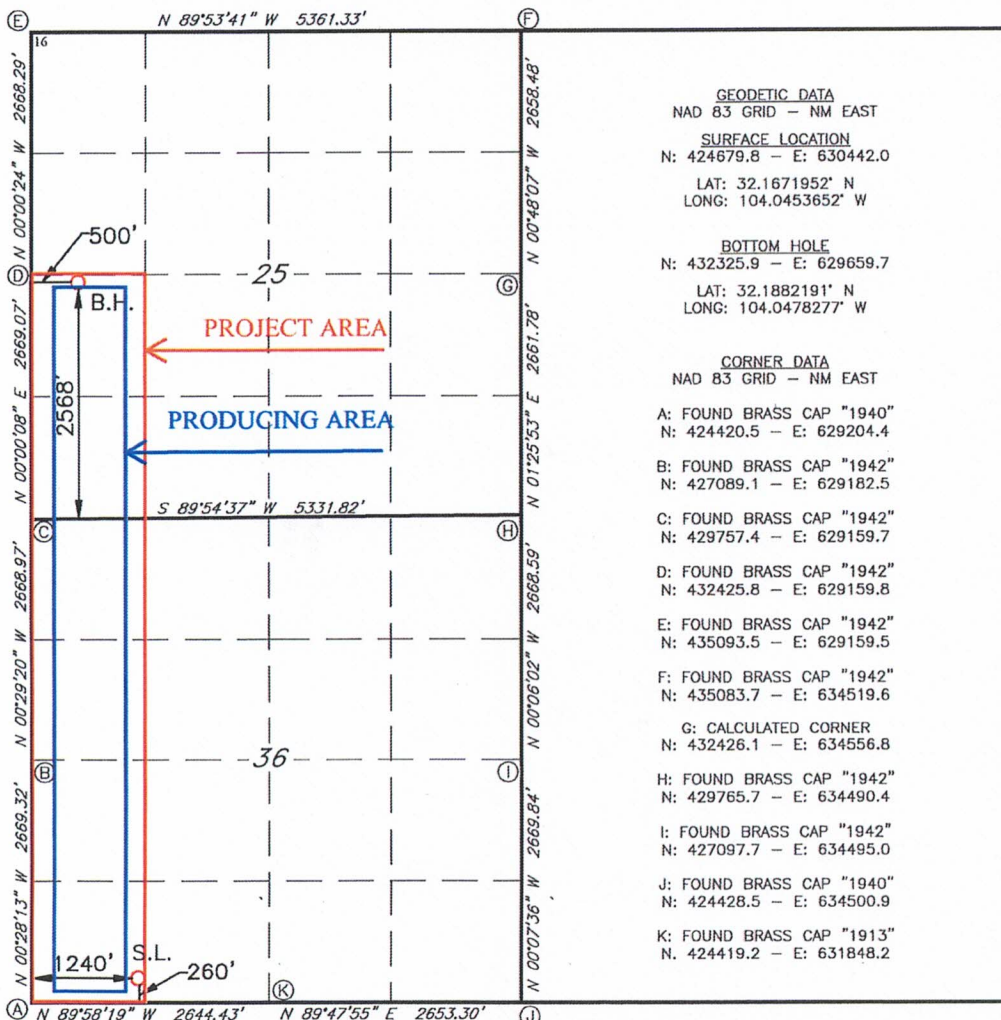 E
N 89°53'41" W 5361.33'
F
16
N 00°00'24" W 2668.29'
N 00°48'07" W 2658.48'
500'
D
25
G
B.H.
PROJECT AREA
N 00°00'08" E 2669.07'
2568'
N 01°25'53" E 2661.78'
PRODUCING AREA
S 89°54'37" W 5331.82'
C
H
N 00°29'20" W 2668.97'
N 00°06'02" W 2668.59'
36
B
I
N 00°28'13" W 2669.32'
N 00°07'36" W 2669.84'
S.L.
1240'
260'
K
A
N 89°58'19" W 2644.43'
N 89°47'55" E 2653.30'
J
GEODETIC DATA
NAD 83 GRID – NM EAST
SURFACE LOCATION
N: 424679.8 – E: 630442.0
LAT: 32.1671952° N
LONG: 104.0453652° W
BOTTOM HOLE
N: 432325.9 – E: 629659.7
LAT: 32.1882191° N
LONG: 104.0478277° W
CORNER DATA
NAD 83 GRID – NM EAST
A: FOUND BRASS CAP "1940"
N: 424420.5 – E: 629204.4
B: FOUND BRASS CAP "1942"
N: 427089.1 – E: 629182.5
C: FOUND BRASS CAP "1942"
N: 429757.4 – E: 629159.7
D: FOUND BRASS CAP "1942"
N: 432425.8 – E: 629159.8
E: FOUND BRASS CAP "1942"
N: 435093.5 – E: 629159.5
F: FOUND BRASS CAP "1942"
N: 435083.7 – E: 634519.6
G: CALCULATED CORNER
N: 432426.1 – E: 634556.8
H: FOUND BRASS CAP "1942"
N: 429765.7 – E: 634490.4
I: FOUND BRASS CAP "1942"
N: 427097.7 – E: 634495.0
J: FOUND BRASS CAP "1940"
N: 424428.5 – E: 634500.9
K: FOUND BRASS CAP "1913"
N. 424419.2 – E: 631848.2